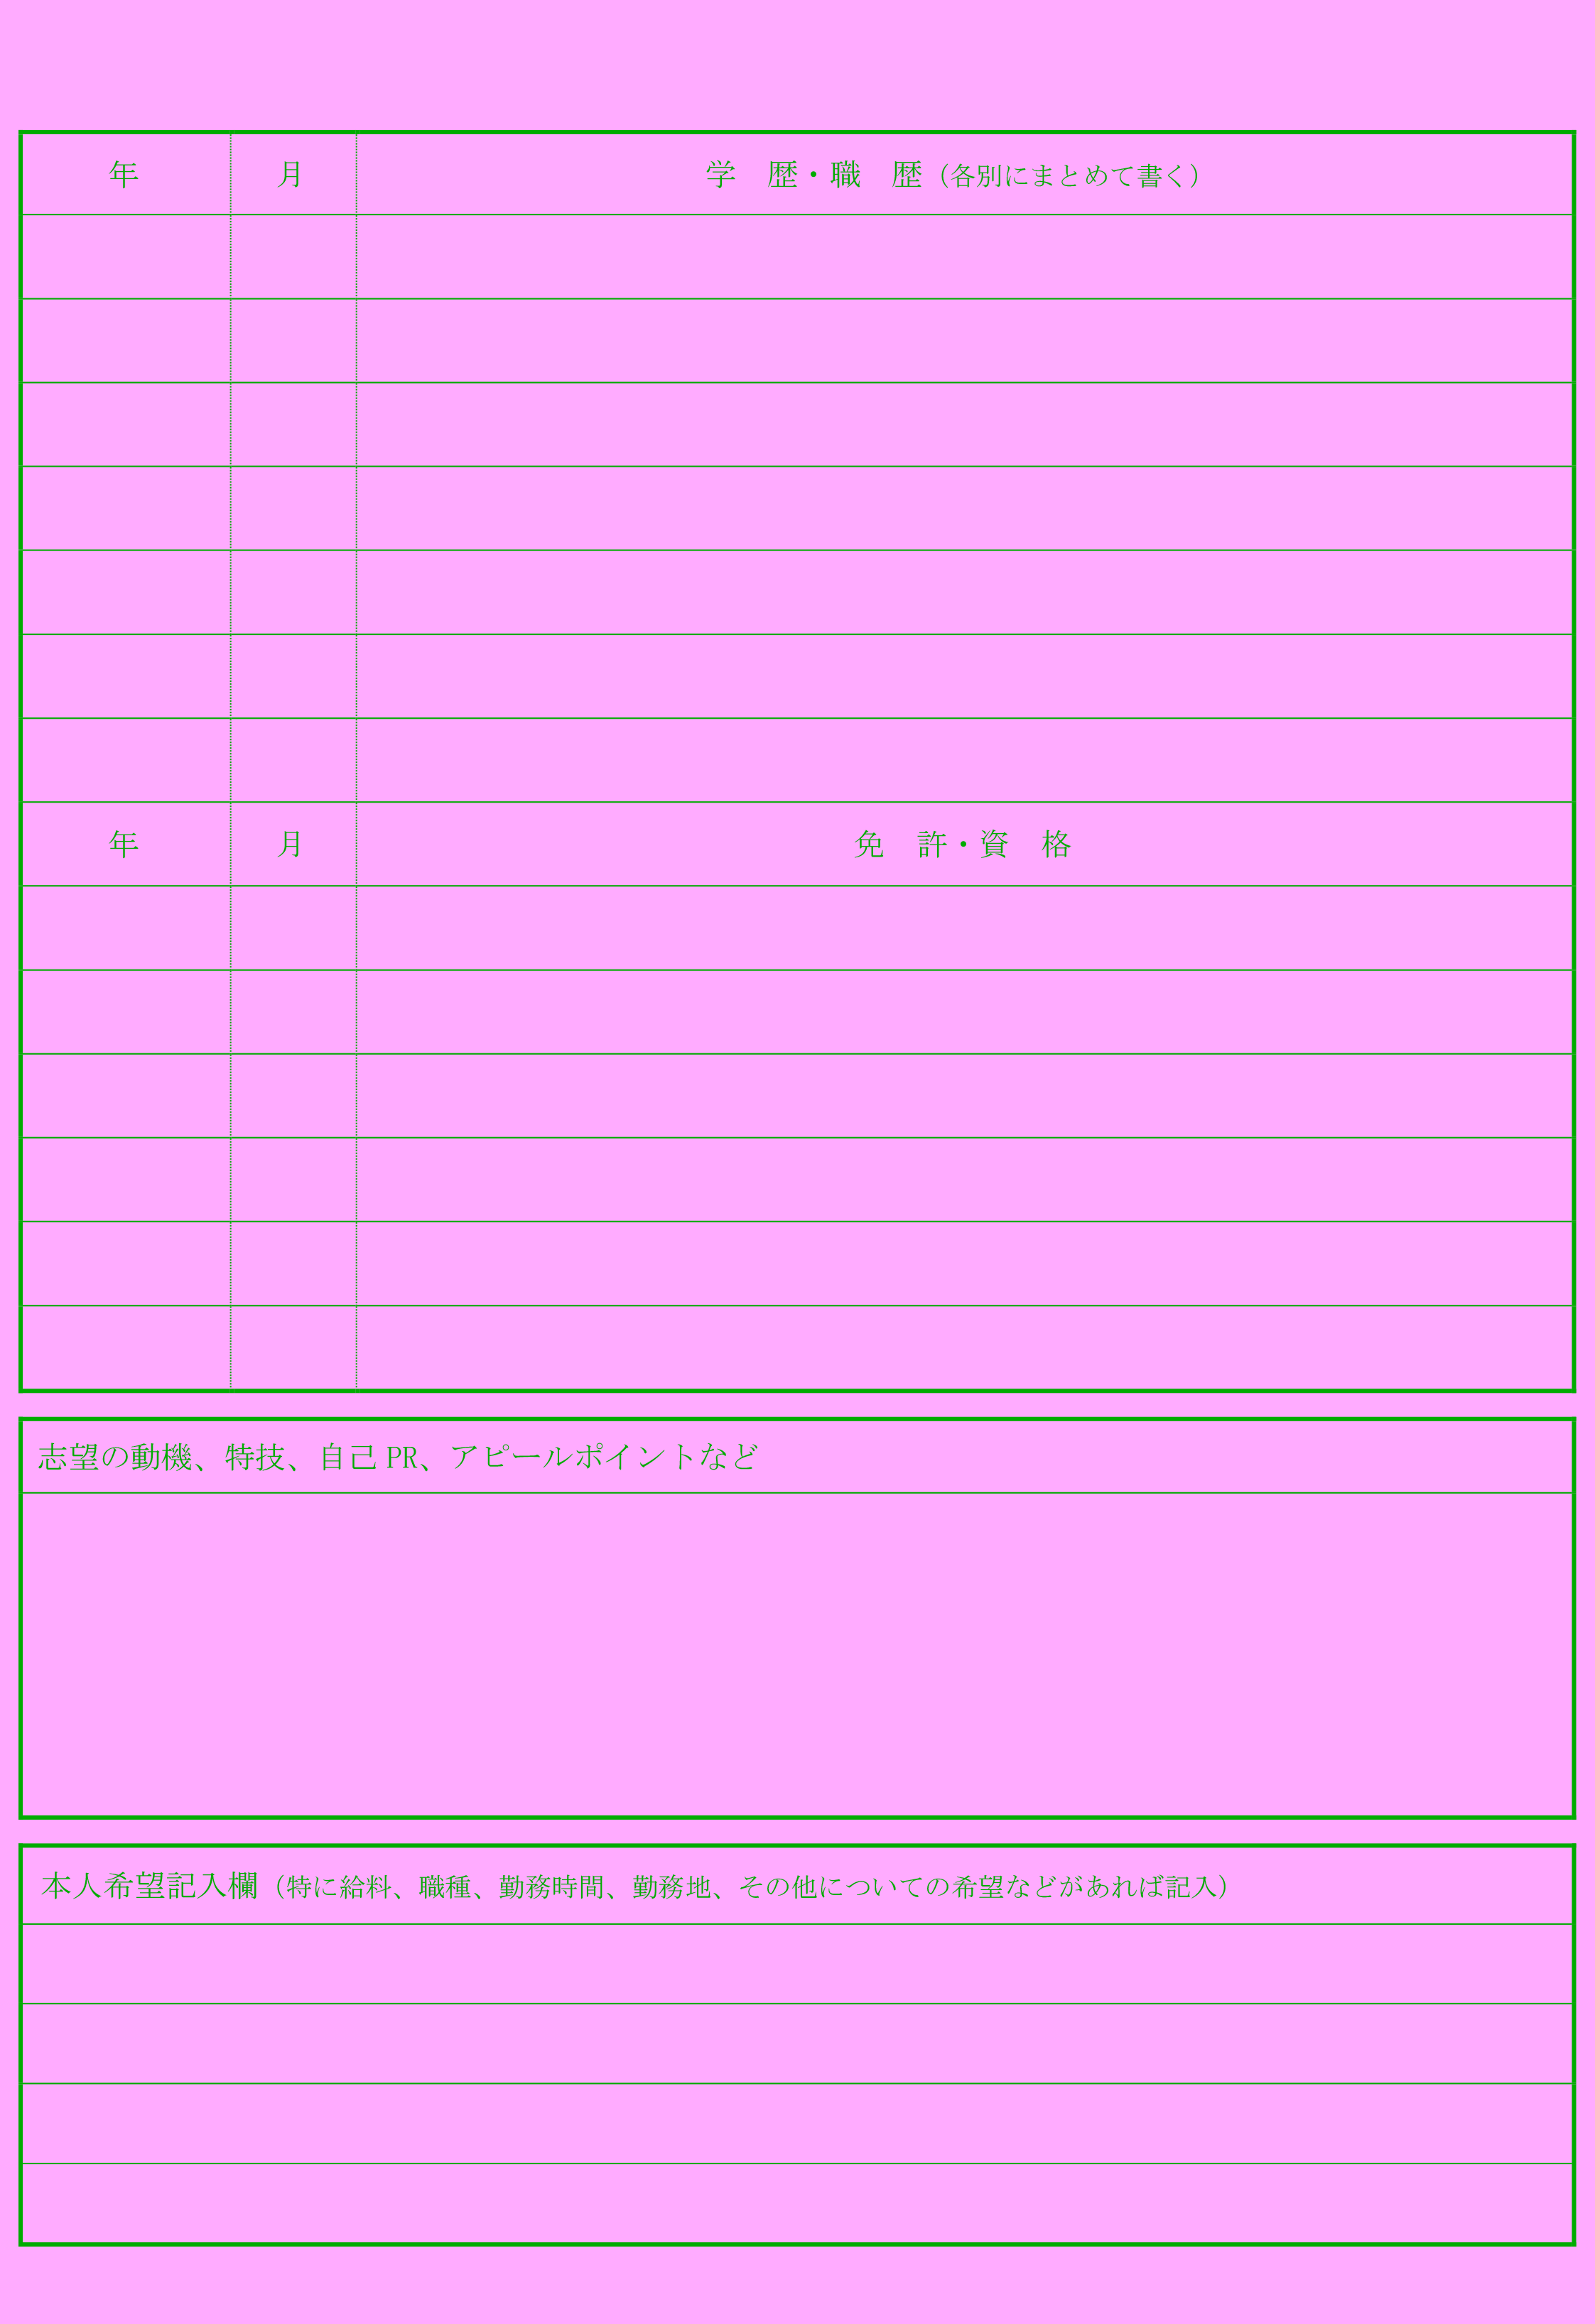 年 月 学　歴・職　歴（各別にまとめて書く）
年 月 免　許・資　格
志望の動機、特技、自己 PR、アピールポイントなど
本人希望記入欄（特に給料、職種、勤務時間、勤務地、その他についての希望などがあれば記入）